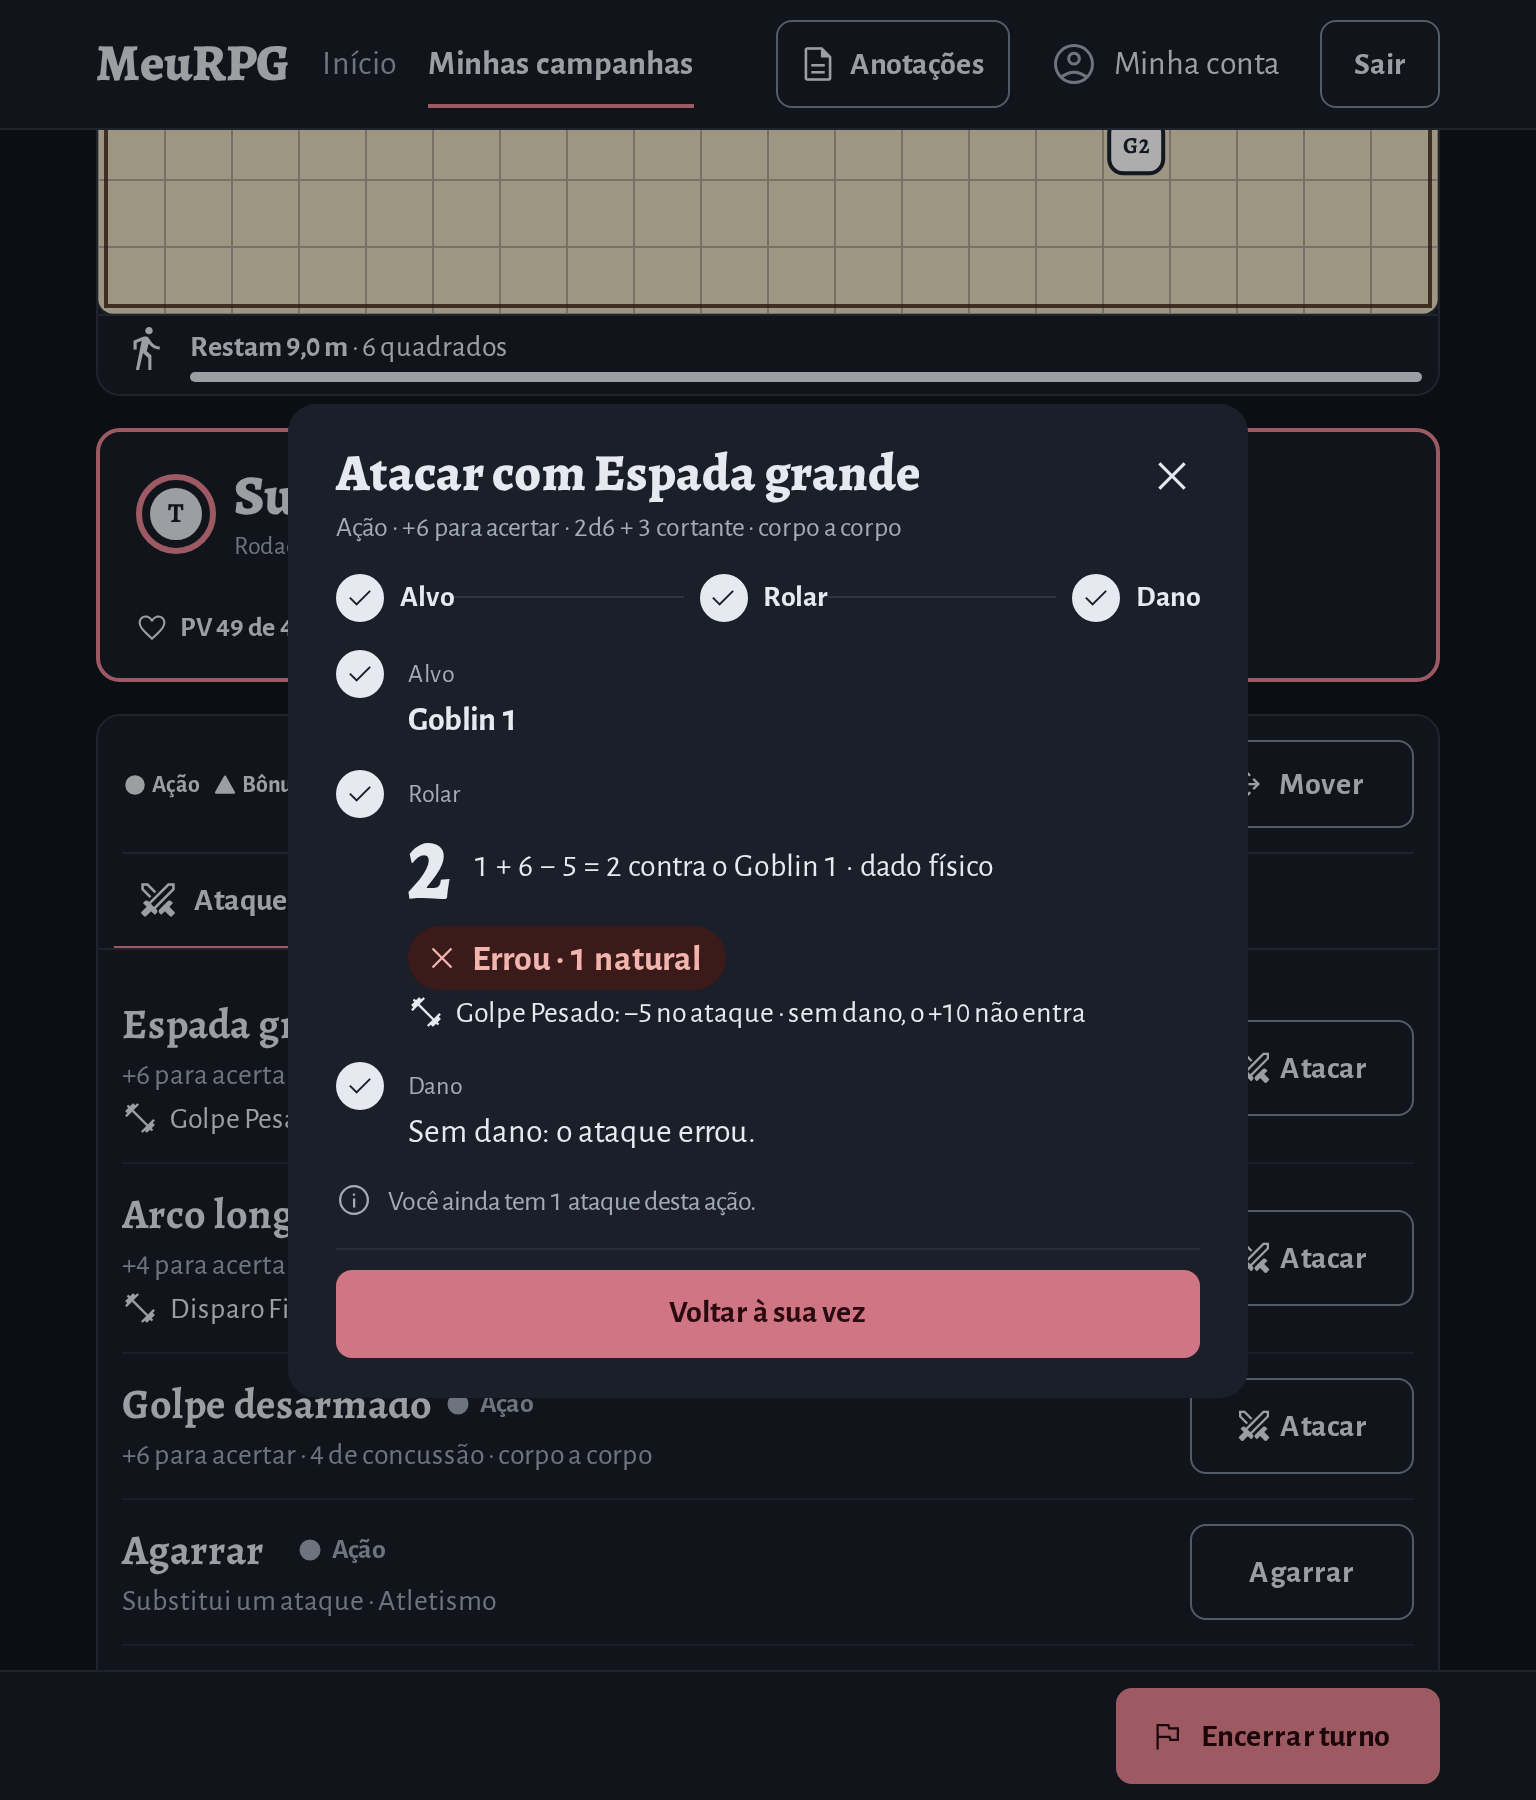 MeuRPG Início Minhas campanhas Anotações Minha conta Sair
G2
Restam 9,0 m · 6 quadrados
T
PV 49 de
Ação Bônu
Mover
Atacar com Espada grande
Ação · +6 para acertar · 2d6 + 3 cortante · corpo a corpo
Alvo Rolar Dano
Alvo
Goblin 1
Rolar
2 1 + 6 – 5 = 2 contra o Goblin 1 · dado físico
Errou · 1 natural
Golpe Pesado: –5 no ataque · sem dano, o +10 não entra
Dano
Sem dano: o ataque errou.
Você ainda tem 1 ataque desta ação.
Voltar à sua vez
Ataque
Espada gr
+6 para acerta
Golpe Pesa
Atacar
Arco long
+4 para acerta
Disparo Fi
Atacar
Golpe desarmado Ação
+6 para acertar · 4 de concussão · corpo a corpo
Atacar
Agarrar Ação
Substitui um ataque · Atletismo
Agarrar
Encerrar turno